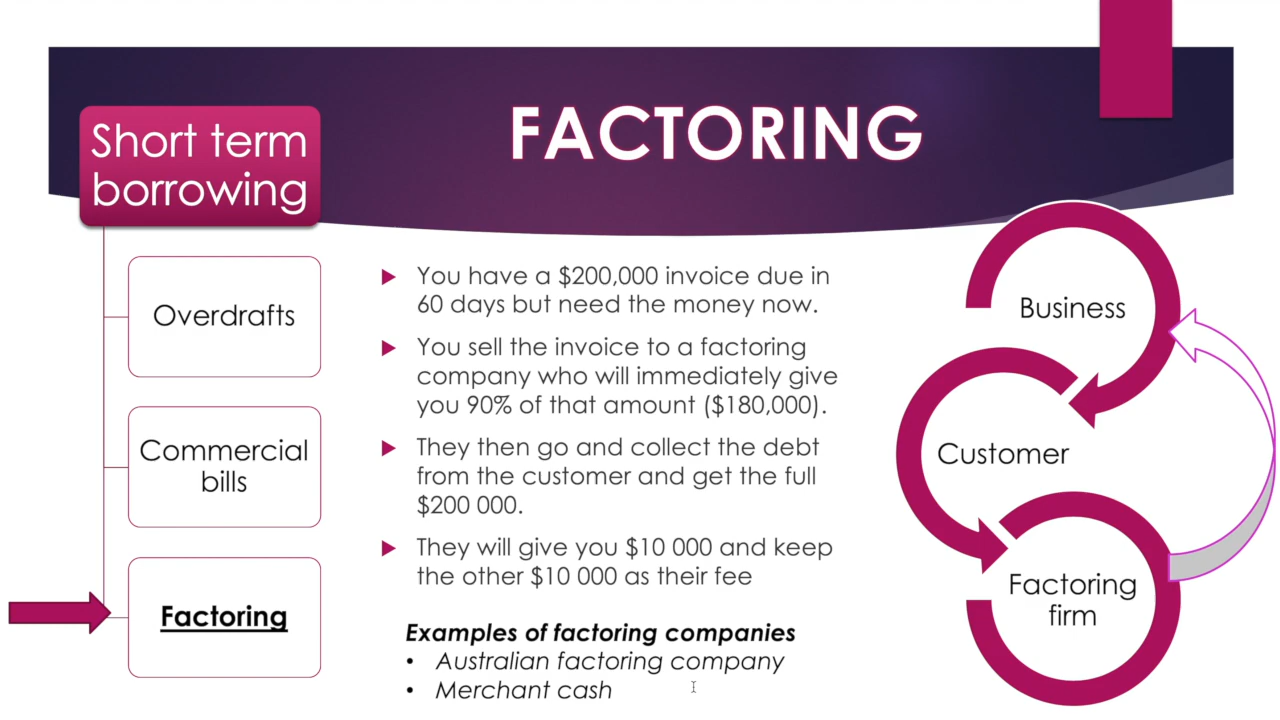 FACTORING
Short term
borrowing
Overdrafts
Commercial
bills
Factoring
You have a $200,000 invoice due in
60 days but need the money now.
You sell the invoice to a factoring
company who will immediately give
you 90% of that amount ($180,000).
They then go and collect the debt
from the customer and get the full
$200 000.
They will give you $10 000 and keep
the other $10 000 as their fee
Examples of factoring companies
• Australian factoring company
• Merchant cash
Business
Customer
Factoring
firm